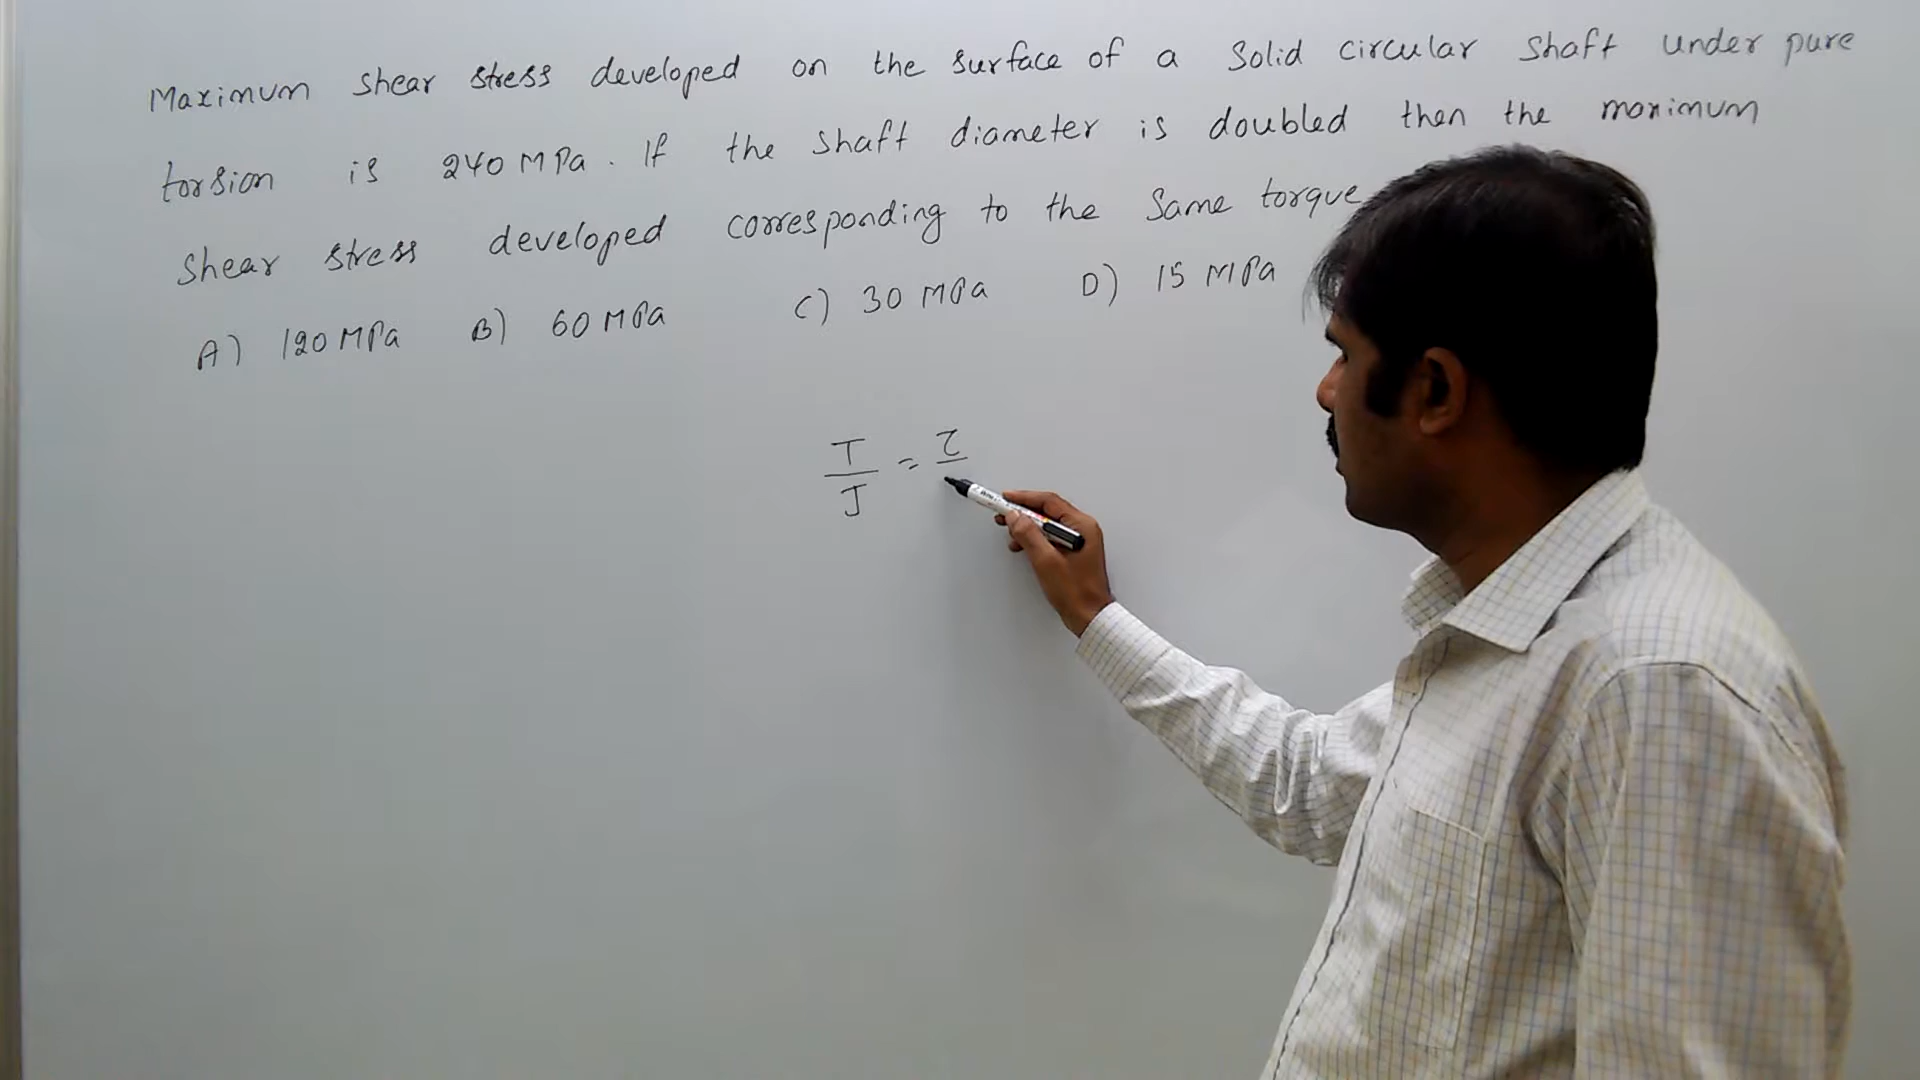 Maximum shear stress developed on the surface of a solid circular shaft under pure
torsion is 240 MPa. If the shaft diameter is doubled then the maximum
shear stress developed corresponding to the same torque
A) 120 MPa B) 60 MPa C) 30 MPa D) 15 MPa
T/J = τ